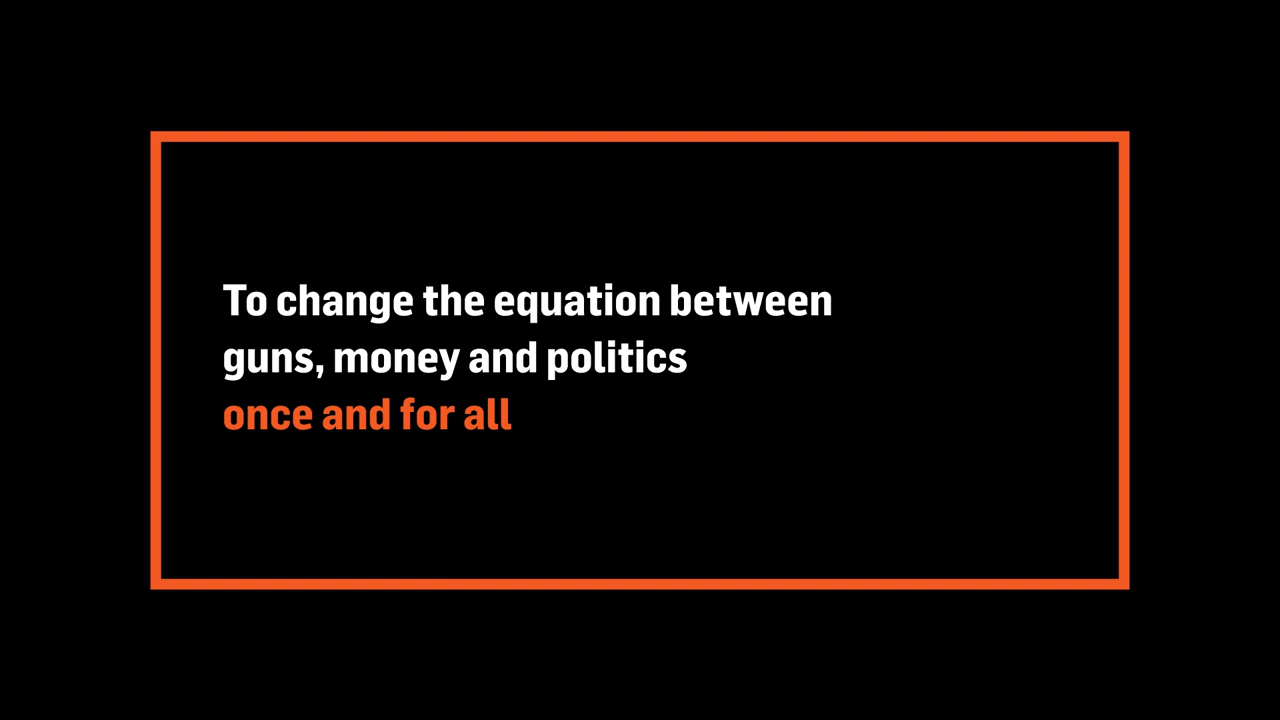 To change the equation between
guns, money and politics
once and for all